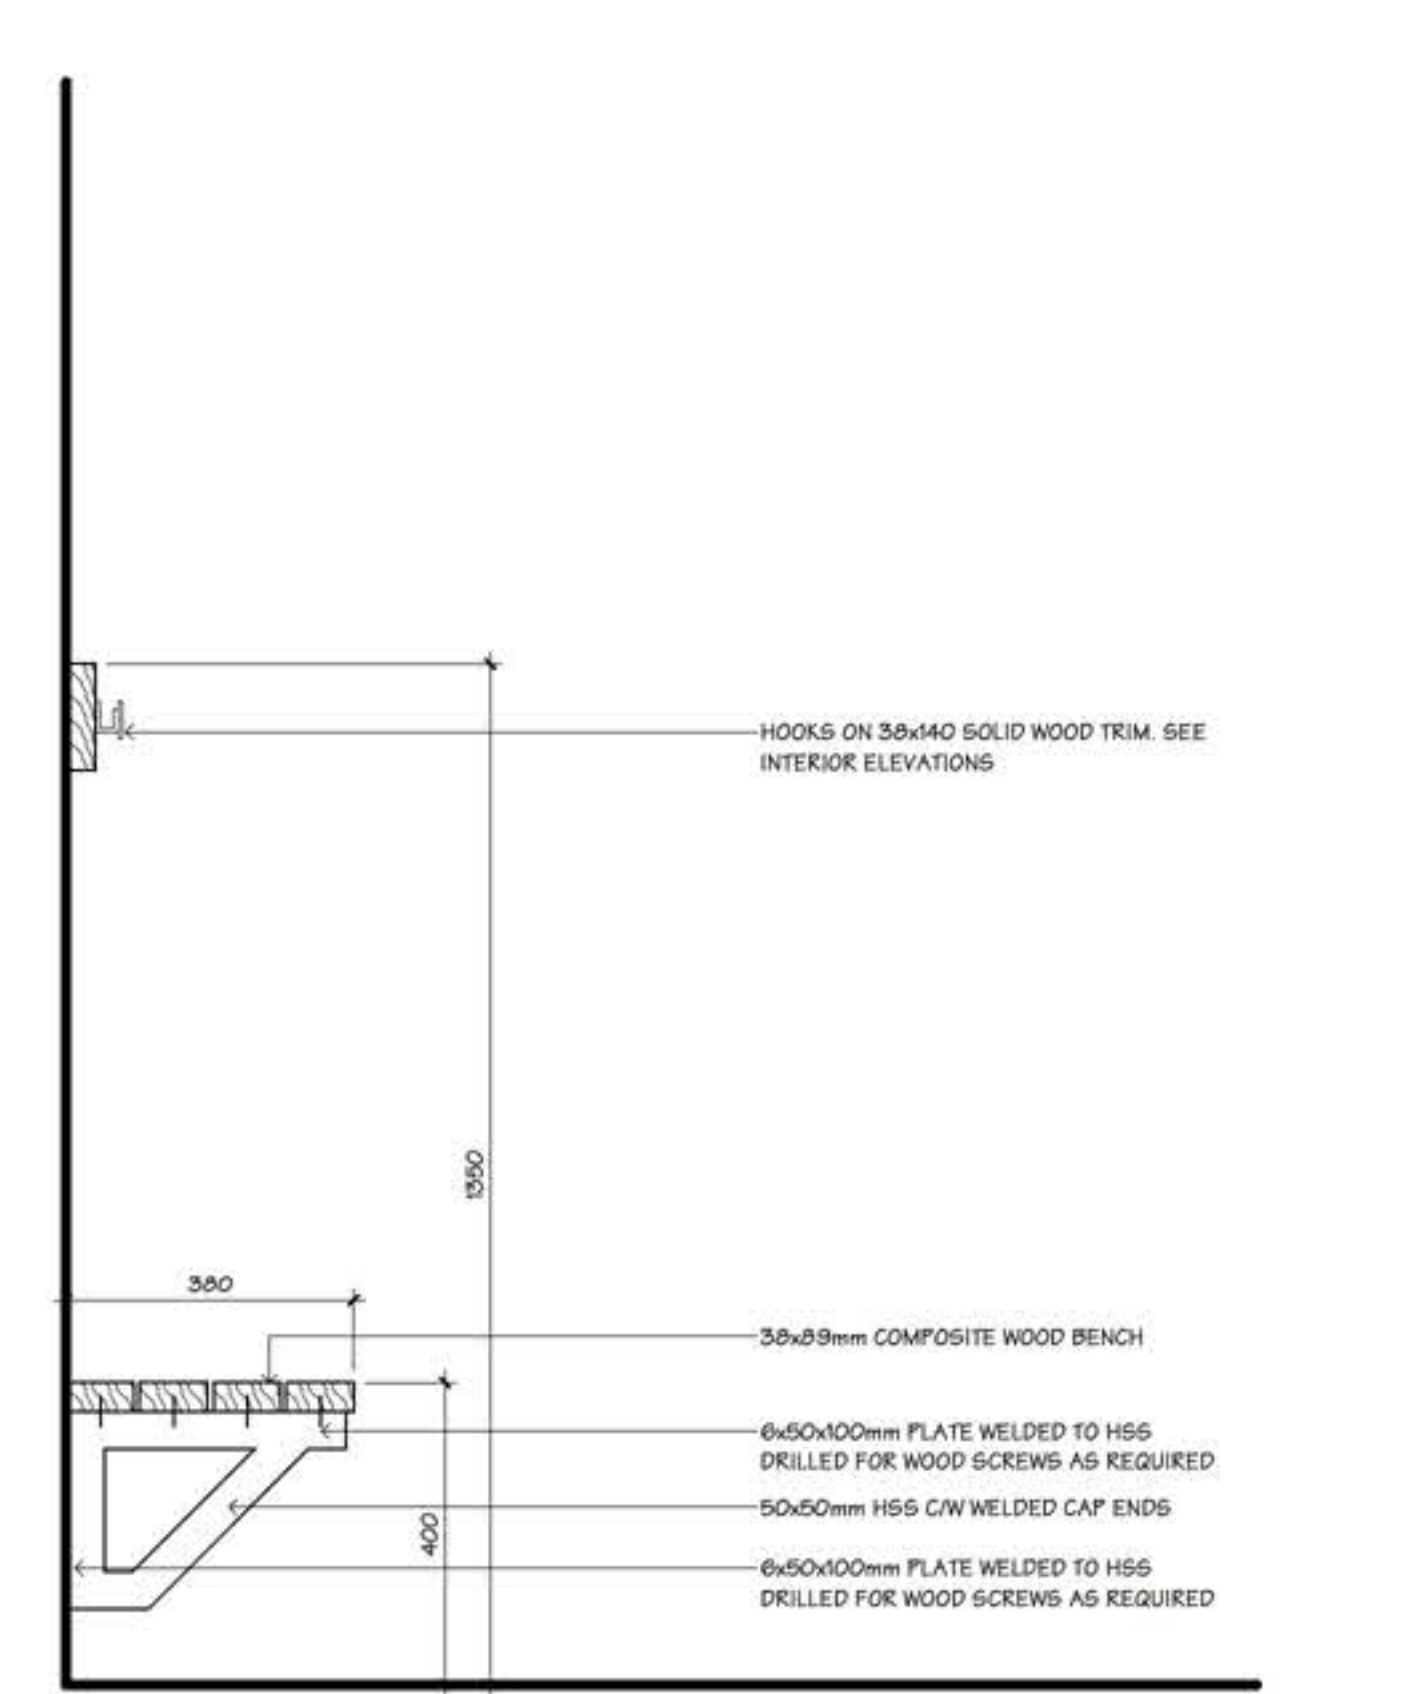 HOOKS ON 38x140 SOLID WOOD TRIM. SEE
INTERIOR ELEVATIONS
1350
380
38x89mm COMPOSITE WOOD BENCH
6x50x100mm PLATE WELDED TO HSS
DRILLED FOR WOOD SCREWS AS REQUIRED
50x50mm HSS C/W WELDED CAP ENDS
400
6x50x100mm PLATE WELDED TO HSS
DRILLED FOR WOOD SCREWS AS REQUIRED